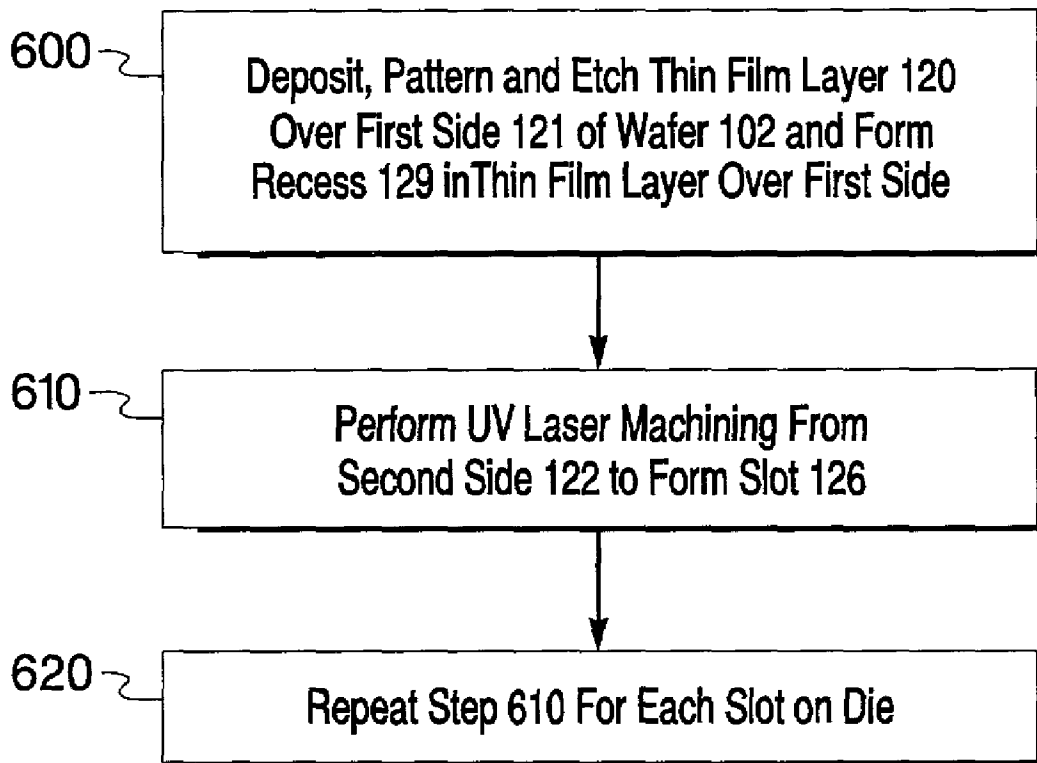 600
Deposit, Pattern and Etch Thin Film Layer 120
Over First Side 121 of Wafer 102 and Form
Recess 129 inThin Film Layer Over First Side
610
Perform UV Laser Machining From
Second Side 122 to Form Slot 126
620
Repeat Step 610 For Each Slot on Die